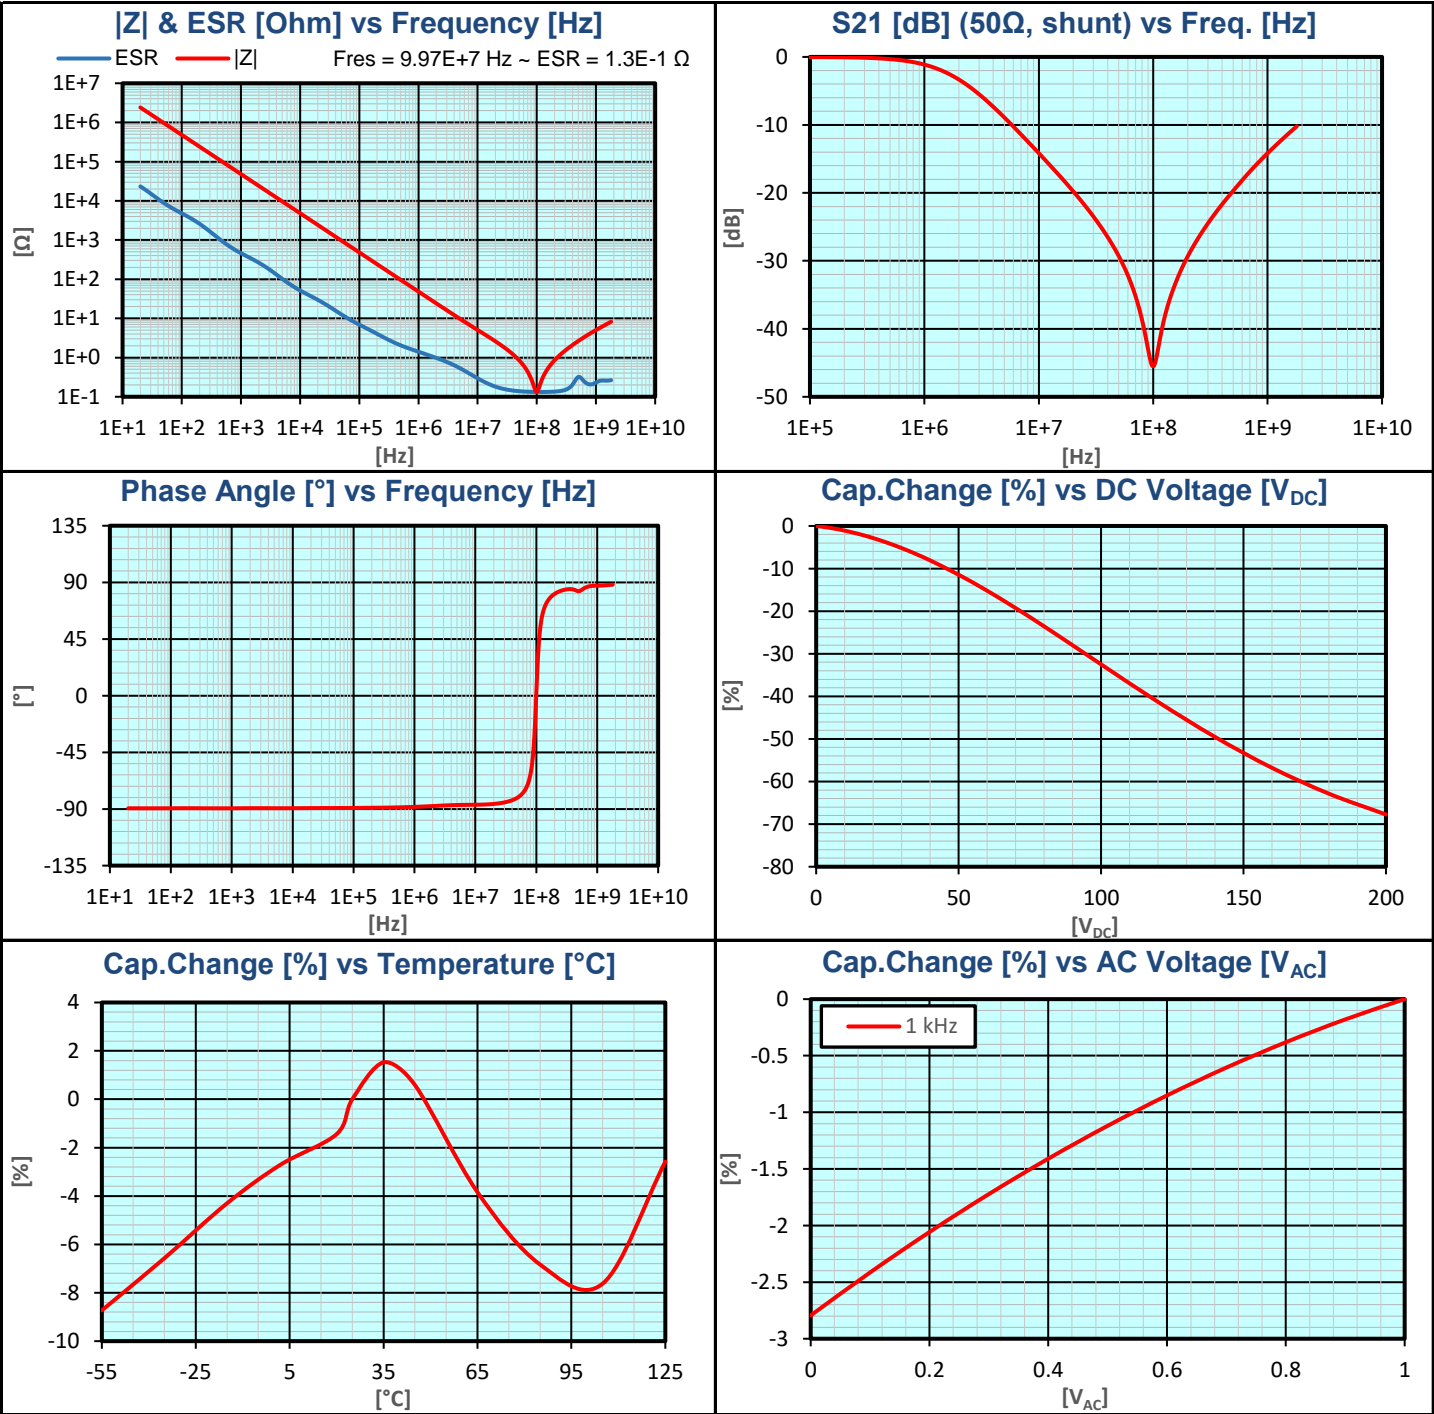 |Z| & ESR [Ohm] vs Frequency [Hz]
ESR |Z| Fres = 9.97E+7 Hz ~ ESR = 1.3E-1 Ω
1E+7
1E+6
1E+5
1E+4
1E+3
1E+2
1E+1
1E+0
1E-1
[Ω]
1E+1 1E+2 1E+3 1E+4 1E+5 1E+6 1E+7 1E+8 1E+9 1E+10
[Hz]
S21 [dB] (50Ω, shunt) vs Freq. [Hz]
0
-10
-20
-30
-40
-50
[dB]
1E+5 1E+6 1E+7 1E+8 1E+9 1E+10
[Hz]
Phase Angle [°] vs Frequency [Hz]
135
90
45
0
-45
-90
-135
[°]
1E+1 1E+2 1E+3 1E+4 1E+5 1E+6 1E+7 1E+8 1E+9 1E+10
[Hz]
Cap.Change [%] vs DC Voltage [VDC]
0
-10
-20
-30
-40
-50
-60
-70
-80
[%]
0 50 100 150 200
[VDC]
Cap.Change [%] vs Temperature [°C]
4
2
0
-2
-4
-6
-8
-10
[%]
-55 -25 5 35 65 95 125
[°C]
Cap.Change [%] vs AC Voltage [VAC]
1 kHz
0
-0.5
-1
-1.5
-2
-2.5
-3
[%]
0 0.2 0.4 0.6 0.8 1
[VAC]